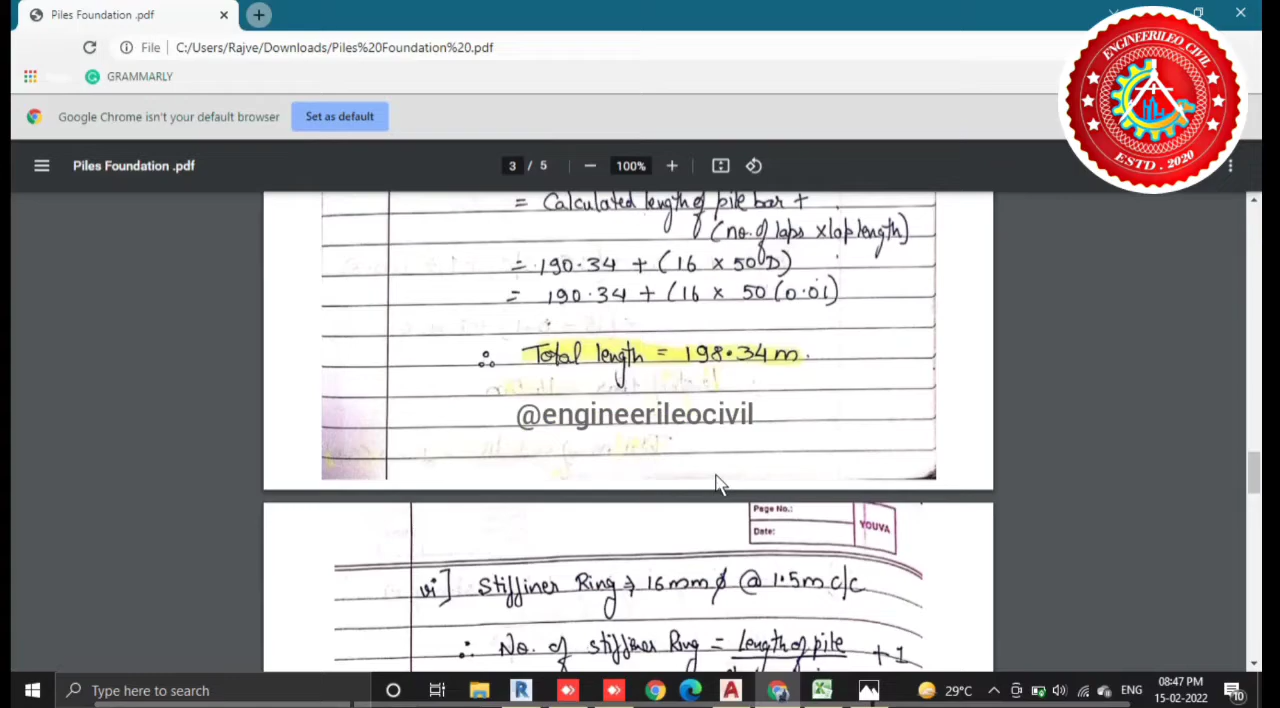 Piles Foundation .pdf
File
C:/Users/Rajve/Downloads/Piles%20Foundation%20.pdf
GRAMMARLY
Google Chrome isn't your default browser
Set as default
ENGINEERILEO CIVIL
ESTD. 2020
Piles Foundation .pdf
3 / 5
100%
= Calculated length of pile bar +
(no. of laps x lap length)
= 190.34 + (16 × 50D)
= 190.34 + (16 × 50(0.01)
∴ Total length = 198.34 m.
@engineerileocivil
Page No.:
Date:
YOUVA
vi] Stiffiner Ring → 16mm ϕ @ 1.5m c/c
∴ No. of stiffiner Ring = Length of pile + 1
Type here to search
29°C
ENG
08:47 PM
15-02-2022
10